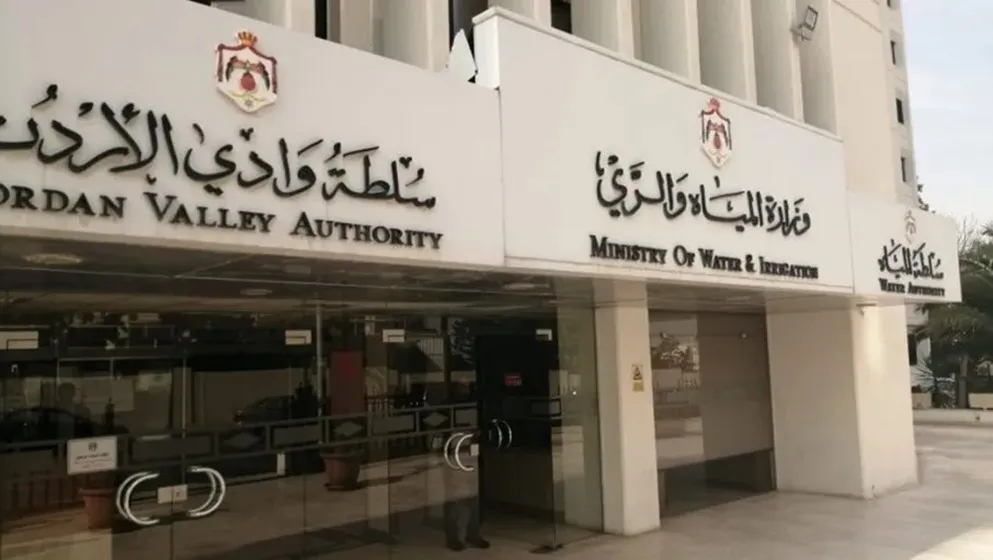 سلطة وادي الأردن
ORDAN VALLEY AUTHORITY
وزارة المياه والري
MINISTRY OF WATER & IRRIGATION
سلطة المياه
WATER AUTHORITY